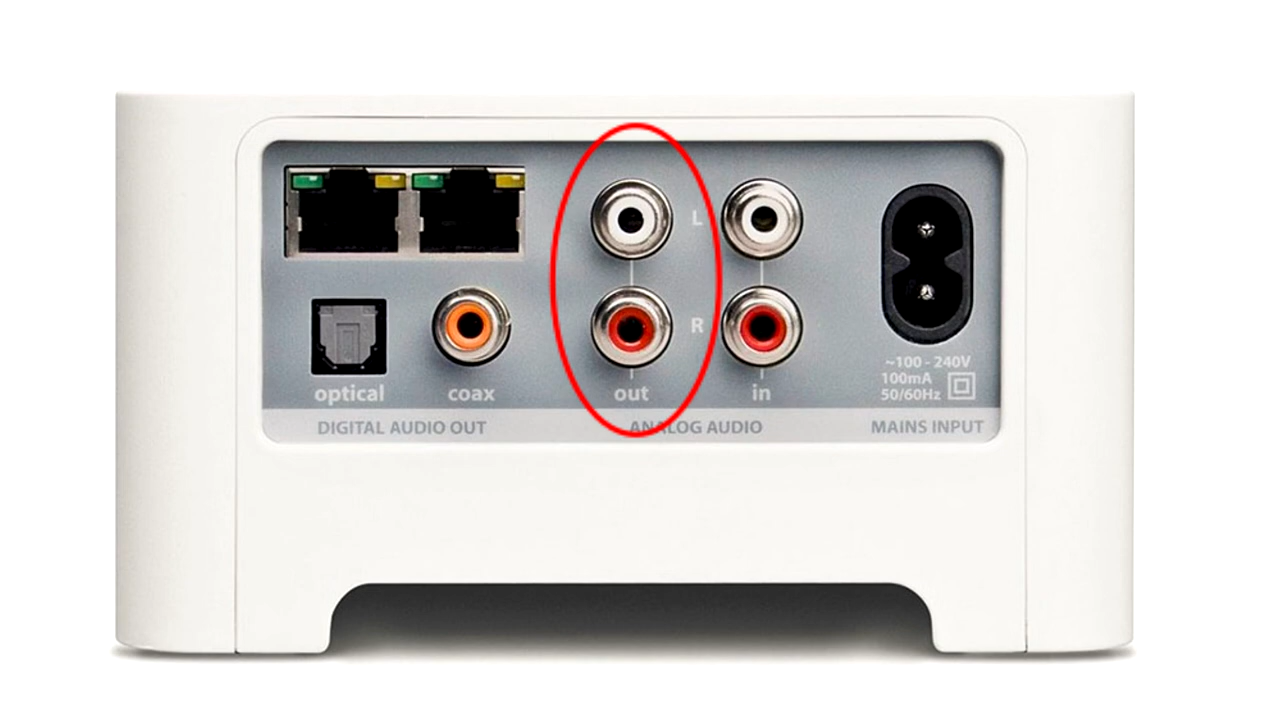 L
R
optical
coax
out
in
~100 - 240V
100mA
50/60Hz
DIGITAL AUDIO OUT
ANALOG AUDIO
MAINS INPUT